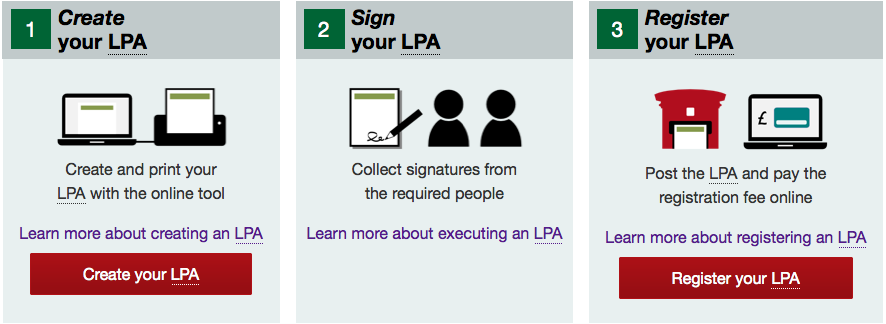 1
Create
your LPA
Create and print your
LPA with the online tool
Learn more about creating an LPA
Create your LPA
2
Sign
your LPA
Collect signatures from
the required people
Learn more about executing an LPA
3
Register
your LPA
£
Post the LPA and pay the
registration fee online
Learn more about registering an LPA
Register your LPA